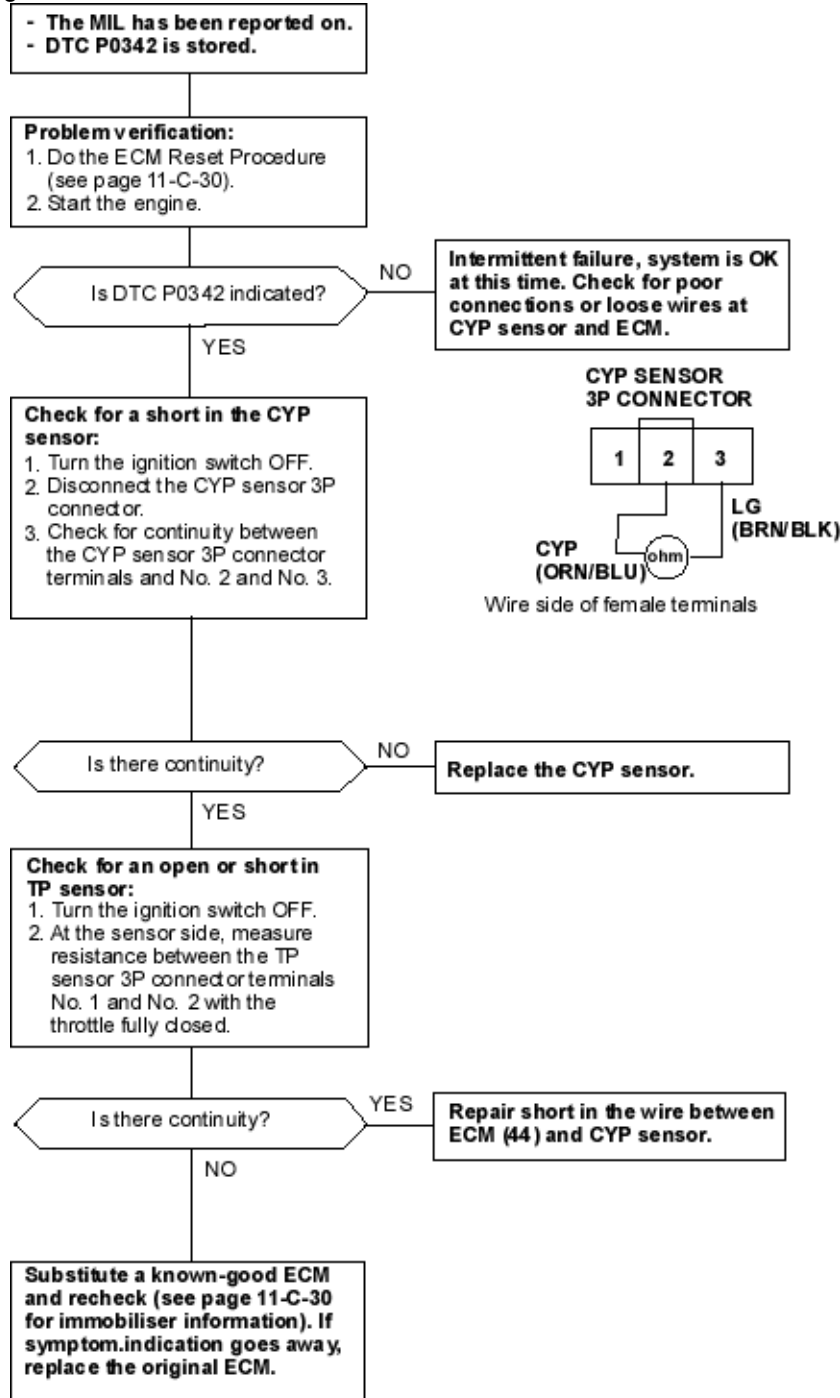 - The MIL has been reported on.
- DTC P0342 is stored.
Problem verification:
1. Do the ECM Reset Procedure
(see page 11-C-30).
2. Start the engine.
Is DTC P0342 indicated?
NO
Intermittent failure, system is OK
at this time. Check for poor
connections or loose wires at
CYP sensor and ECM.
YES
Check for a short in the CYP
sensor:
1. Turn the ignition switch OFF.
2. Disconnect the CYP sensor 3P
connector.
3. Check for continuity between
the CYP sensor 3P connector
terminals and No. 2 and No. 3.
CYP SENSOR
3P CONNECTOR
1 2 3
LG
(BRN/BLK)
CYP
(ORN/BLU)
ohm
Wire side of female terminals
Is there continuity?
NO
Replace the CYP sensor.
YES
Check for an open or short in
TP sensor:
1. Turn the ignition switch OFF.
2. At the sensor side, measure
resistance between the TP
sensor 3P connector terminals
No. 1 and No. 2 with the
throttle fully closed.
Is there continuity?
YES
Repair short in the wire between
ECM (44) and CYP sensor.
NO
Substitute a known-good ECM
and recheck (see page 11-C-30
for immobiliser information). If
symptom.indication goes away,
replace the original ECM.